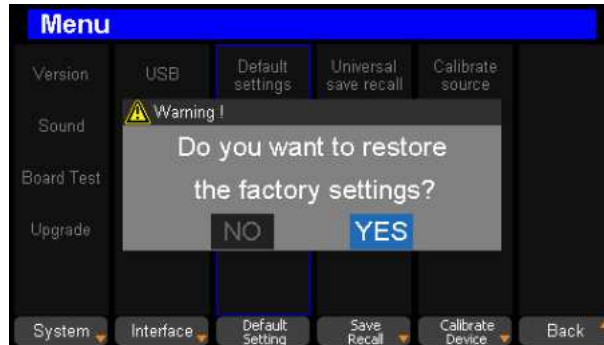 Menu
Version USB Default settings Universal save recall Calibrate source
Sound
Warning !
Do you want to restore
the factory settings?
Board Test
Upgrade
NO YES
System Interface Default Setting Save Recall Calibrate Device Back